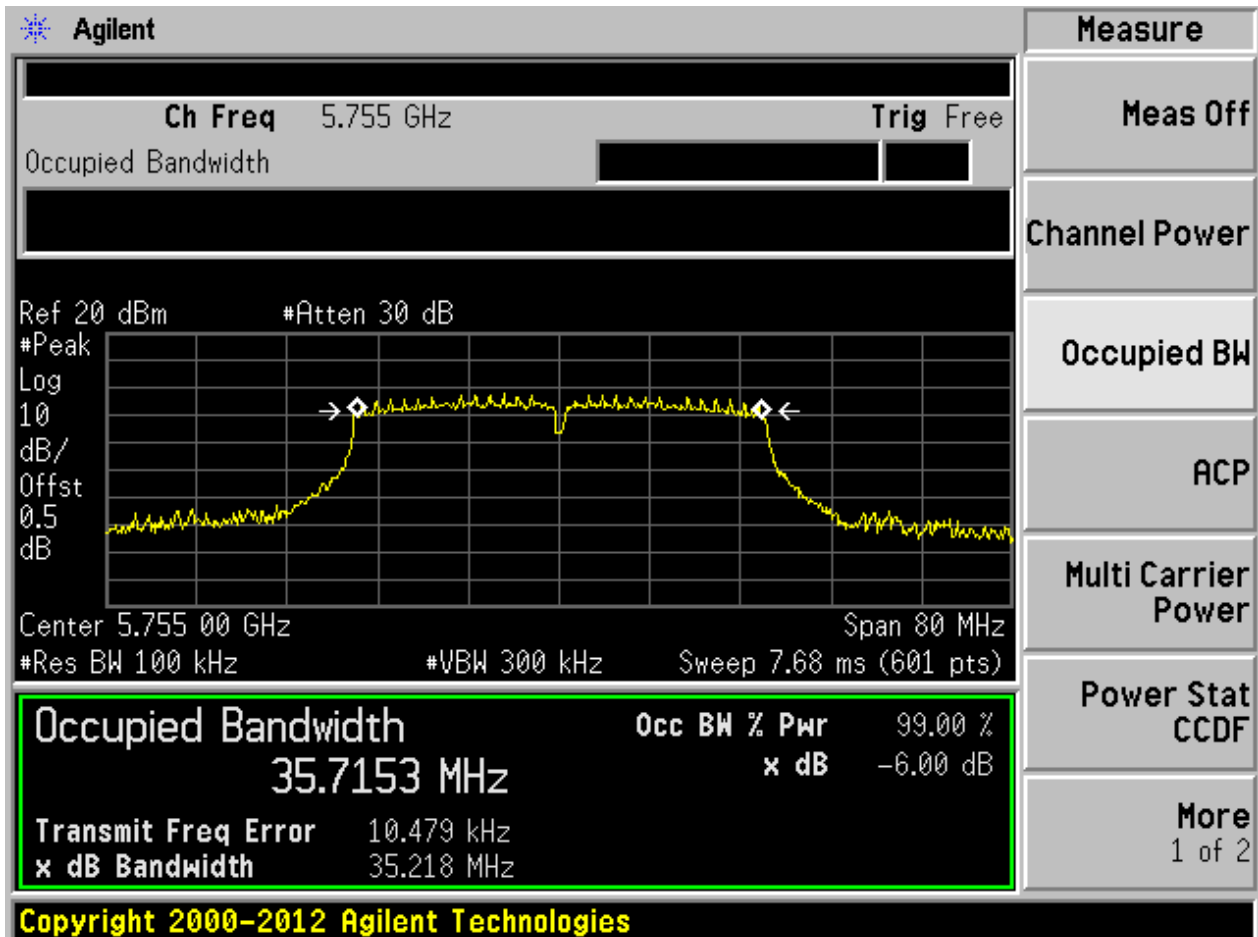 Agilent
Measure
Ch Freq 5.755 GHz Trig Free
Occupied Bandwidth
Meas Off
Channel Power
Occupied BW
ACP
Multi Carrier
Power
Power Stat
CCDF
More
1 of 2
Ref 20 dBm #Atten 30 dB
#Peak
Log
10
dB/
Offst
0.5
dB
Center 5.755 00 GHz Span 80 MHz
#Res BW 100 kHz #VBW 300 kHz Sweep 7.68 ms (601 pts)
Occupied Bandwidth Occ BW % Pwr 99.00 %
35.7153 MHz x dB -6.00 dB
Transmit Freq Error 10.479 kHz
x dB Bandwidth 35.218 MHz
Copyright 2000-2012 Agilent Technologies